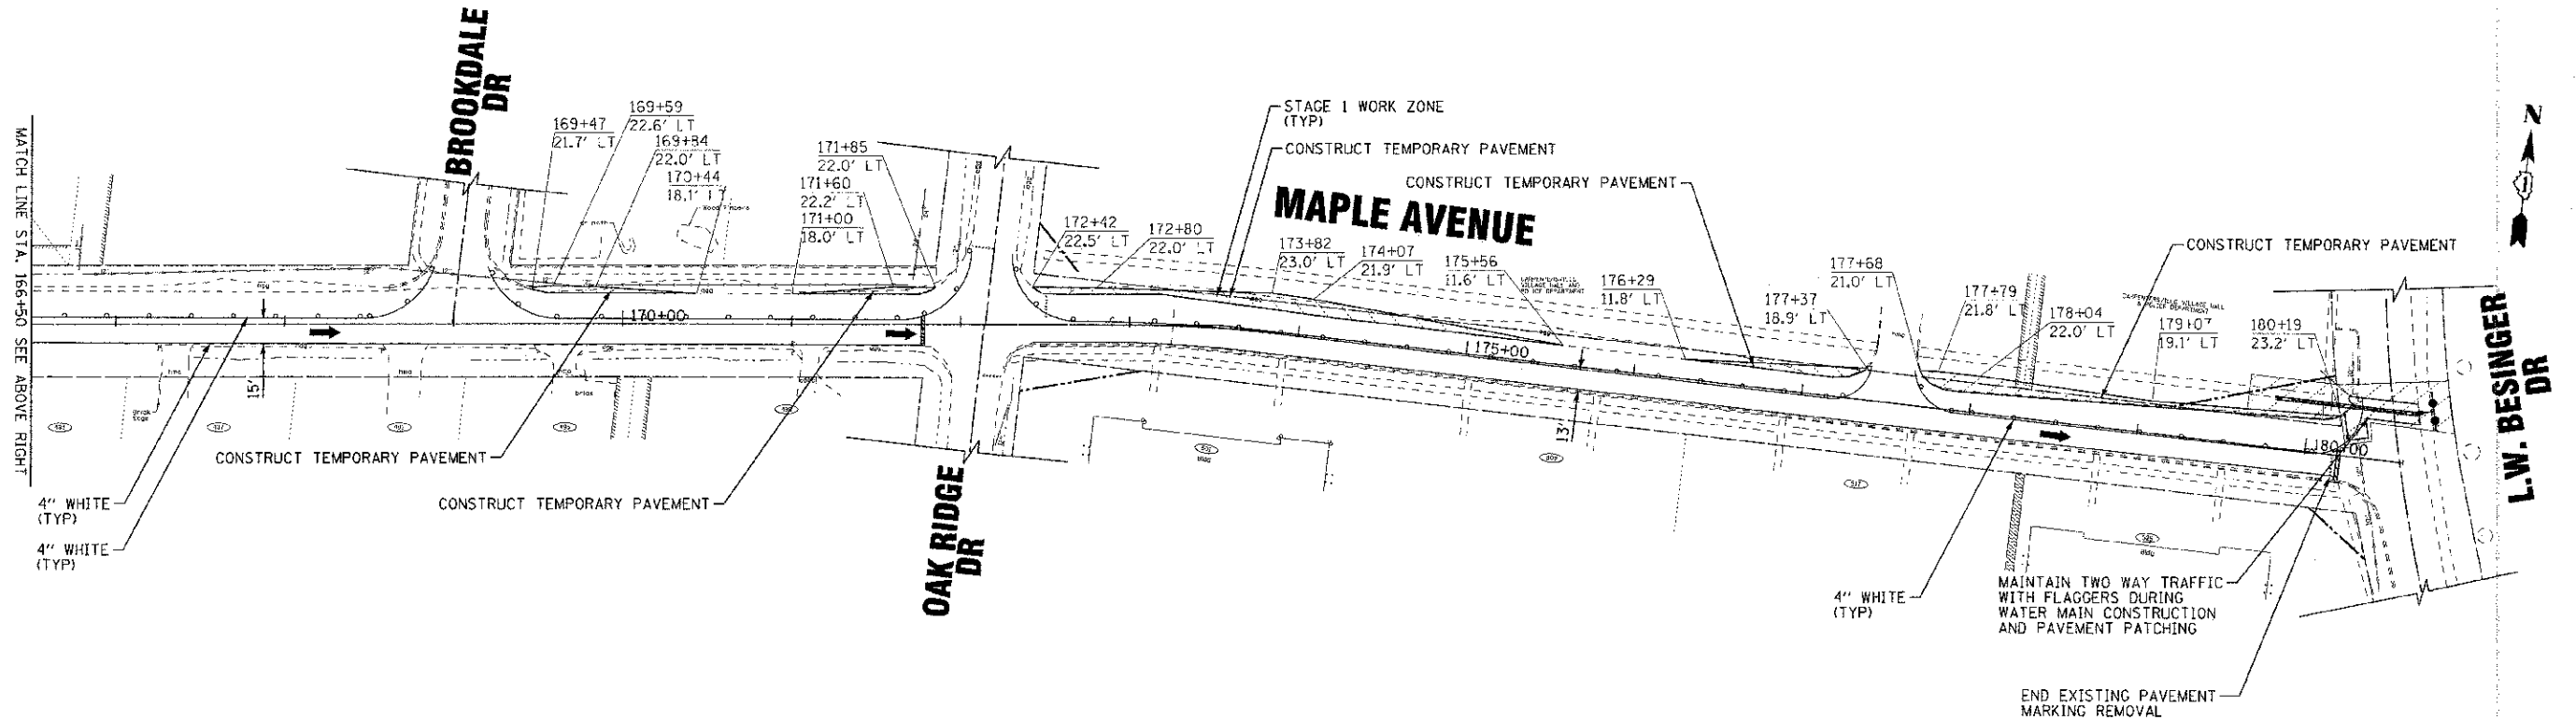 BROOKDALE
DR
MATCH LINE STA. 166+50 SEE ABOVE RIGHT
169+47
21.7' LT
169+59
22.6' LT
169+84
22.0' LT
170+44
18.1' LT
171+85
22.0' LT
171+60
22.2' LT
171+00
18.0' LT
STAGE 1 WORK ZONE
(TYP)
CONSTRUCT TEMPORARY PAVEMENT
CONSTRUCT TEMPORARY PAVEMENT
MAPLE AVENUE
172+42
22.5' LT
172+80
22.0' LT
173+82
23.0' LT
174+07
21.9' LT
175+56
11.6' LT
176+29
11.8' LT
177+37
18.9' LT
177+68
21.0' LT
177+79
21.8' LT
178+04
22.0' LT
CONSTRUCT TEMPORARY PAVEMENT
179+07
19.1' LT
180+19
23.2' LT
N
L.W. BESINGER
DR
170+00
175+00
180+00
15'
13'
CONSTRUCT TEMPORARY PAVEMENT
CONSTRUCT TEMPORARY PAVEMENT
OAK RIDGE
DR
4" WHITE
(TYP)
4" WHITE
(TYP)
4" WHITE
(TYP)
MAINTAIN TWO WAY TRAFFIC
WITH FLAGGERS DURING
WATER MAIN CONSTRUCTION
AND PAVEMENT PATCHING
END EXISTING PAVEMENT
MARKING REMOVAL